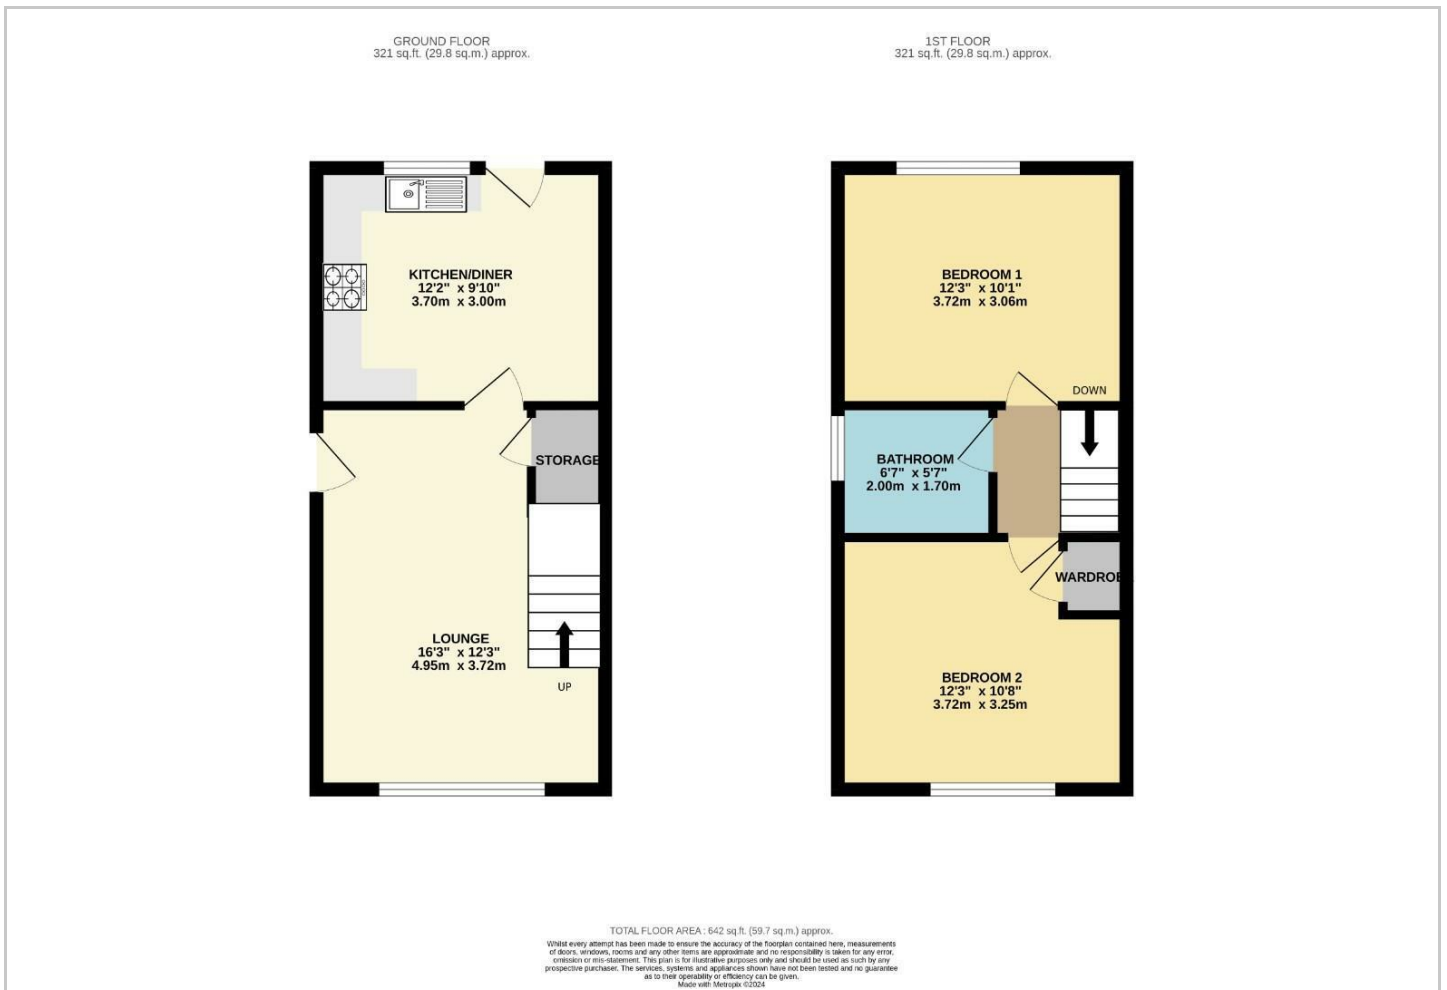 GROUND FLOOR
321 sq.ft. (29.8 sq.m.) approx.
KITCHEN/DINER
12'2" x 9'10"
3.70m x 3.00m
STORAGE
LOUNGE
16'3" x 12'3"
4.95m x 3.72m
UP
1ST FLOOR
321 sq.ft. (29.8 sq.m.) approx.
BEDROOM 1
12'3" x 10'1"
3.72m x 3.06m
DOWN
BATHROOM
6'7" x 5'7"
2.00m x 1.70m
WARDROBE
BEDROOM 2
12'3" x 10'8"
3.72m x 3.25m
TOTAL FLOOR AREA : 642 sq.ft. (59.7 sq.m.) approx.
Whilst every attempt has been made to ensure the accuracy of the floorplan contained here, measurements
of doors, windows, rooms and any other items are approximate and no responsibility is taken for any error,
omission or mis-statement. This plan is for illustrative purposes only and should be used as such by any
prospective purchaser. The services, systems and appliances shown have not been tested and no guarantee
as to their operability or efficiency can be given.
Made with Metropix ©2024